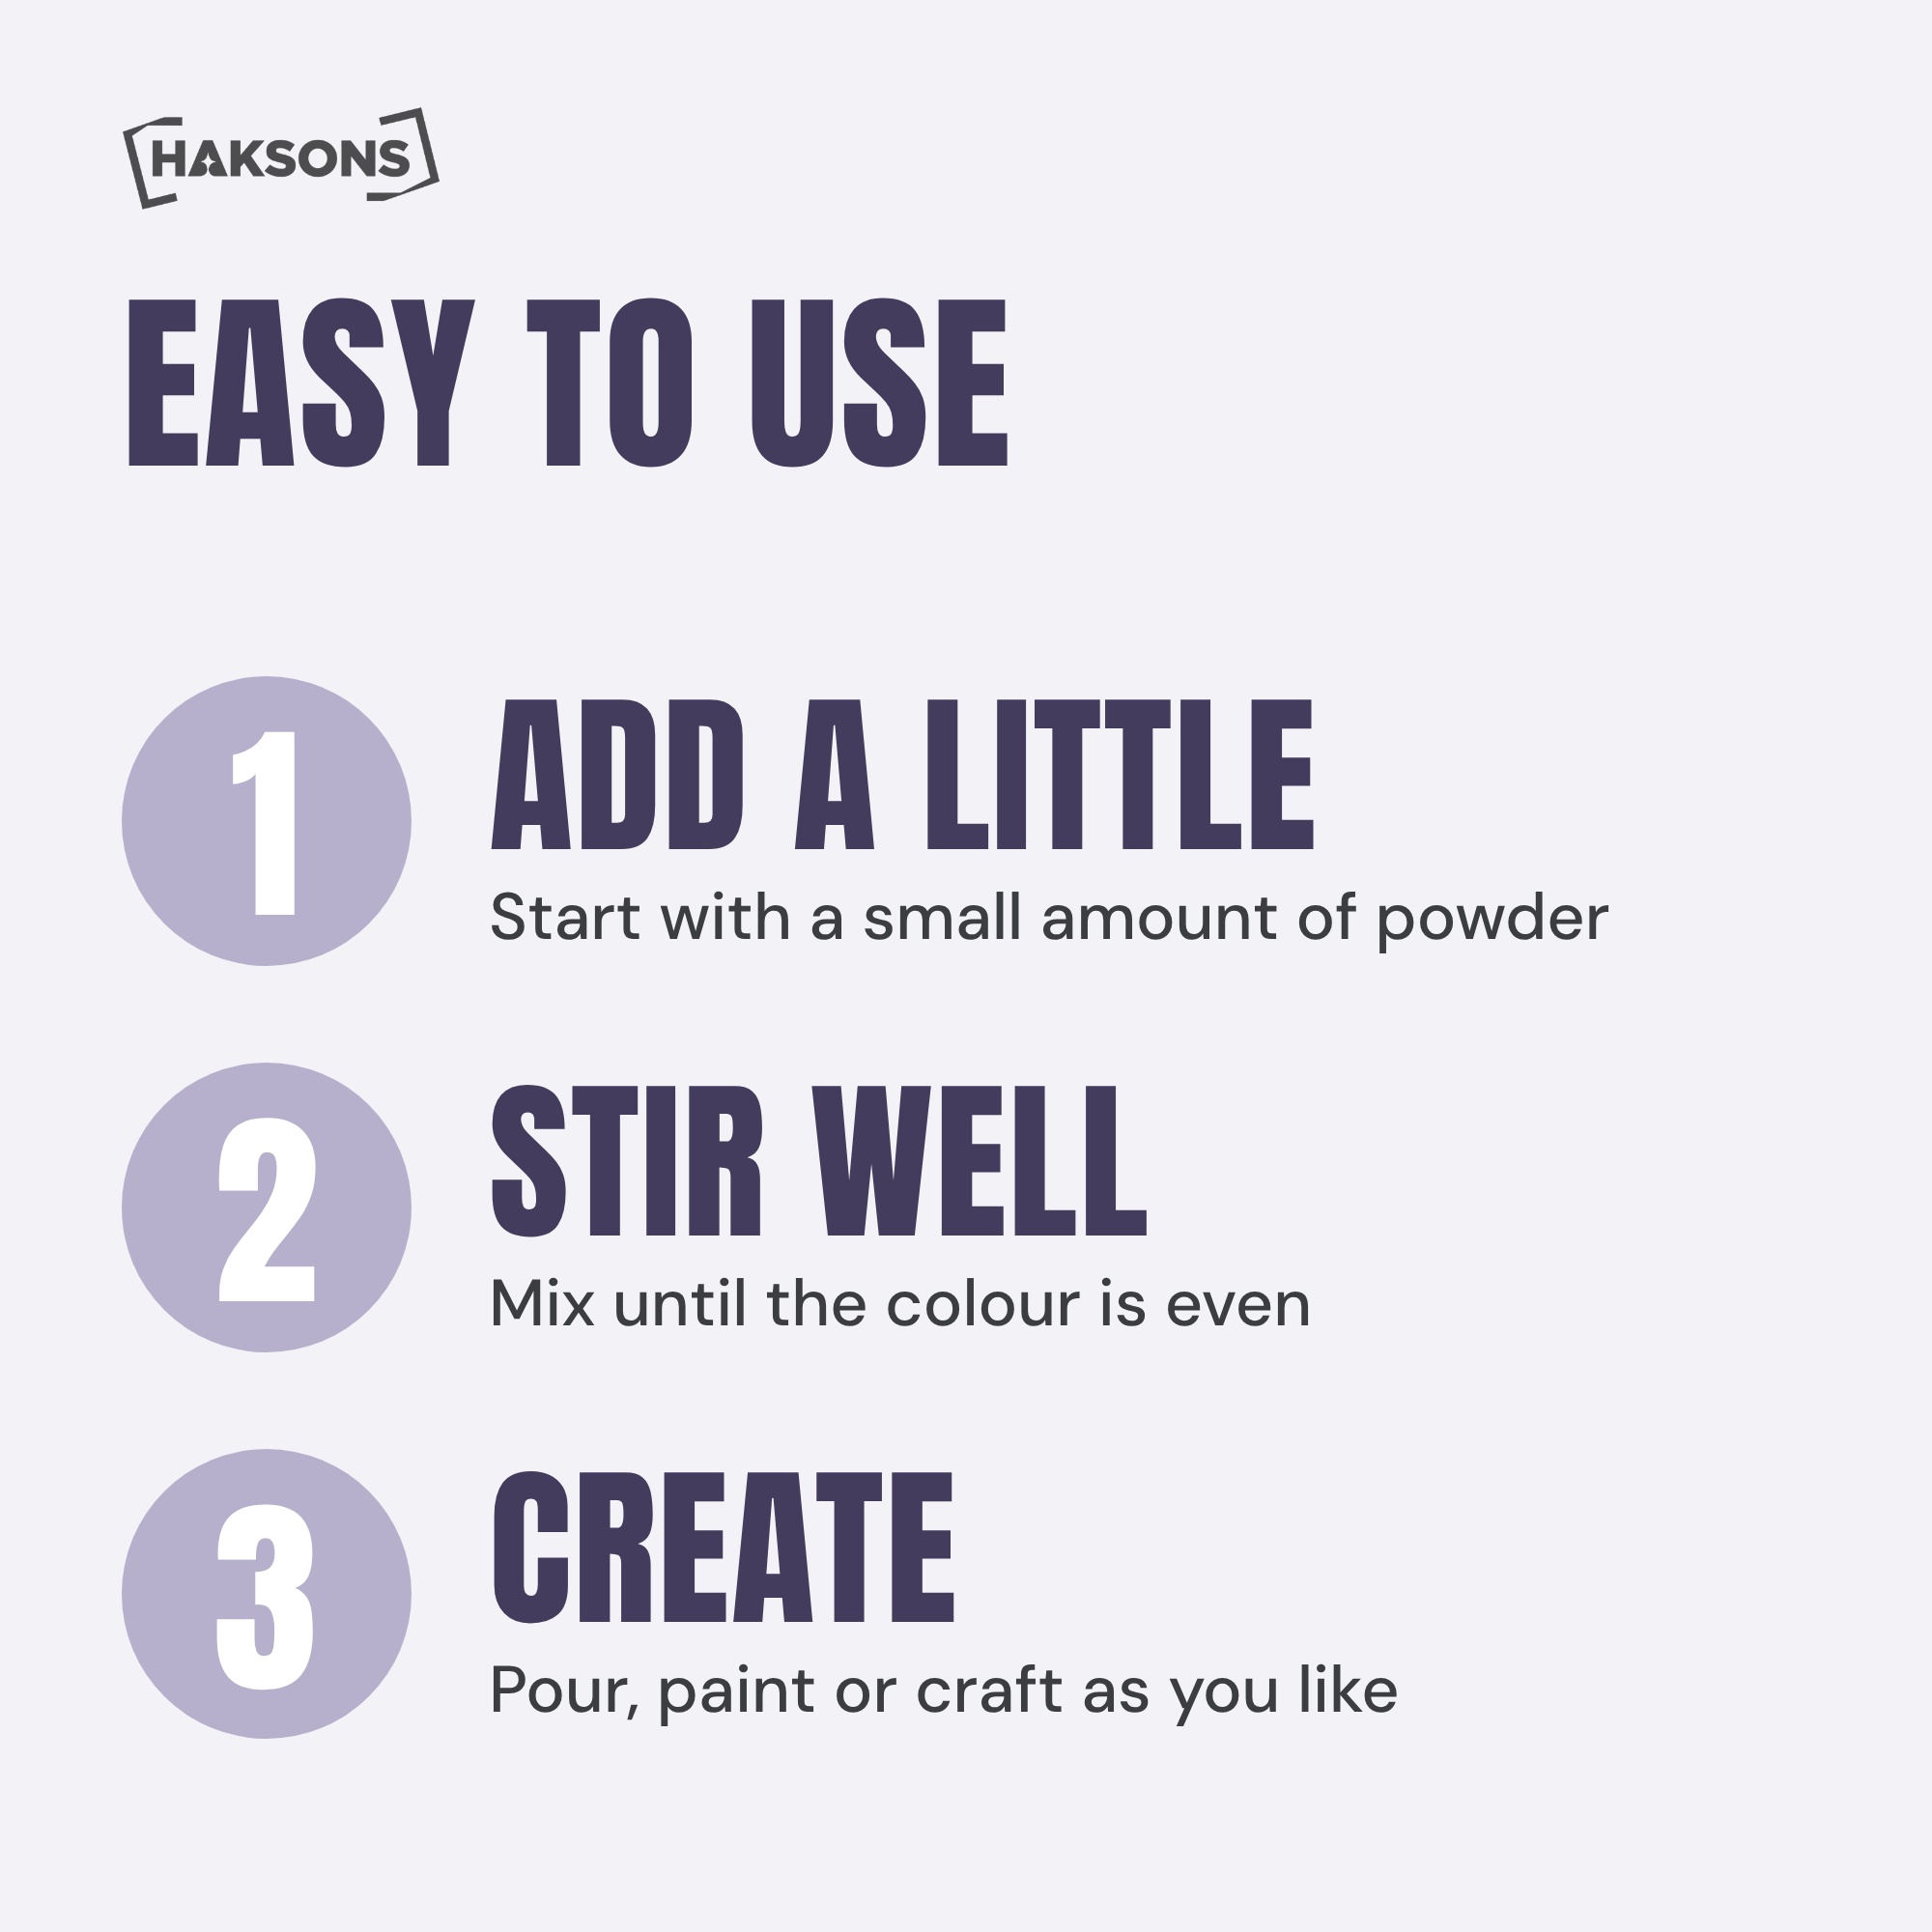 HAKSONS
EASY TO USE
1
ADD A LITTLE
Start with a small amount of powder
2
STIR WELL
Mix until the colour is even
3
CREATE
Pour, paint or craft as you like